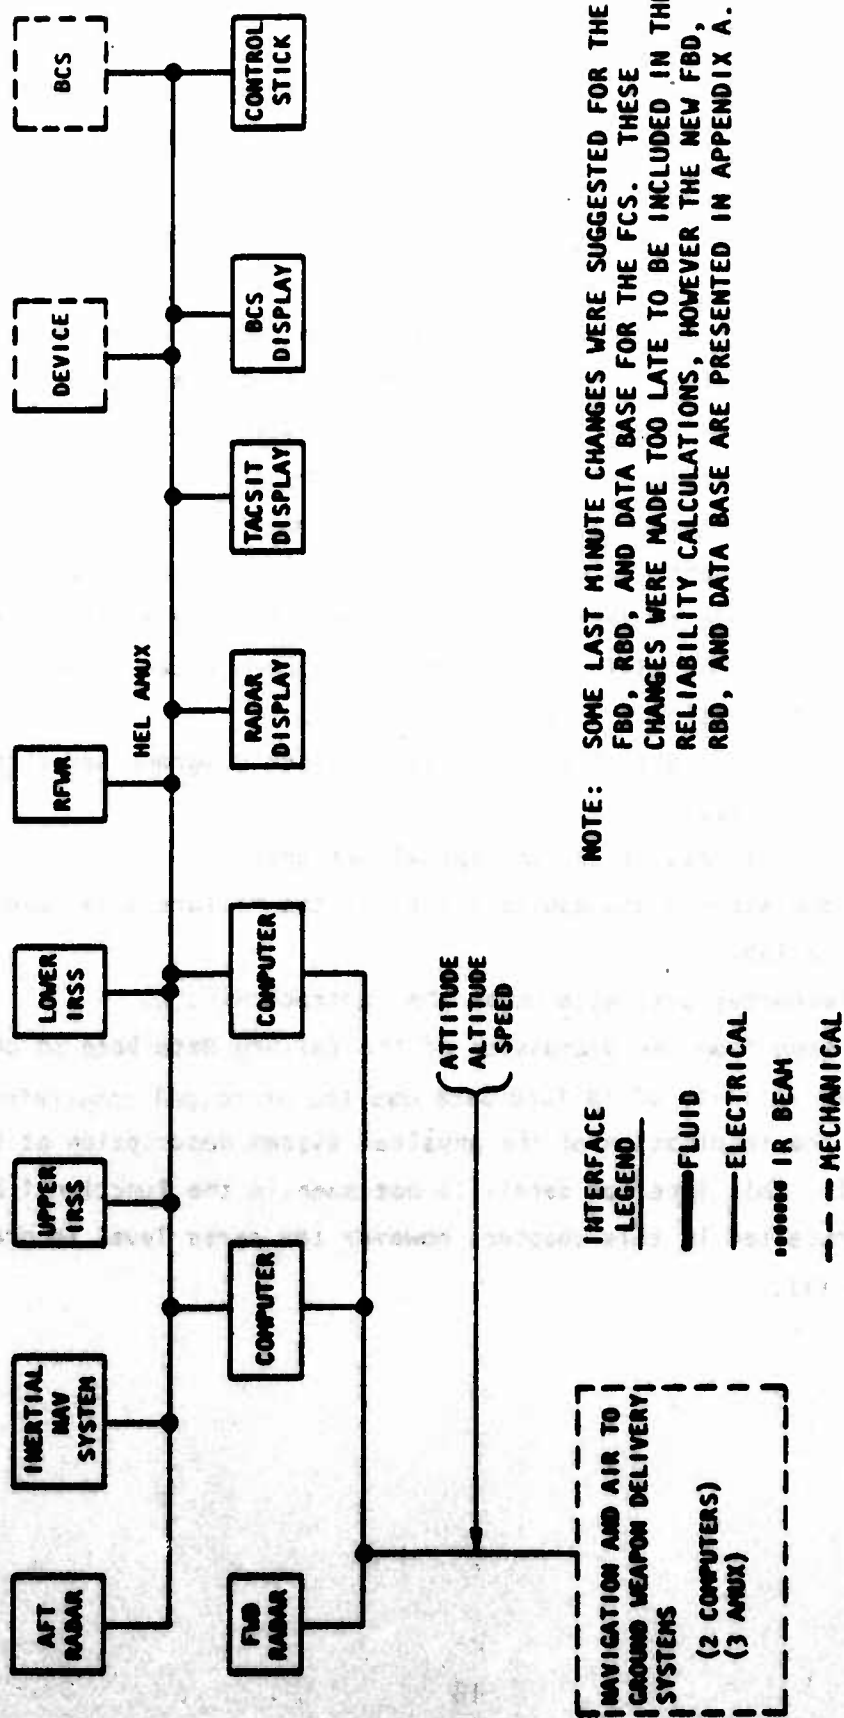 AFT
RADAR
INERTIAL
NAV
SYSTEM
UPPER
IRSS
LOWER
IRSS
RFWR
DEVICE
BCS
HEL AMUX
FWD
RADAR
COMPUTER
COMPUTER
RADAR
DISPLAY
TACSIT
DISPLAY
BCS
DISPLAY
CONTROL
STICK
ATITUDE
ALTITUDE
SPEED
NAVIGATION AND AIR TO
GROUND WEAPON DELIVERY
SYSTEMS
(2 COMPUTERS)
(3 AMUX)
INTERFACE
LEGEND
FLUID
ELECTRICAL
IR BEAM
MECHANICAL
NOTE: SOME LAST MINUTE CHANGES WERE SUGGESTED FOR THE
FBD, RBD, AND DATA BASE FOR THE FCS. THESE
CHANGES WERE MADE TOO LATE TO BE INCLUDED IN THE
RELIABILITY CALCULATIONS, HOWEVER THE NEW FBD,
RBD, AND DATA BASE ARE PRESENTED IN APPENDIX A.